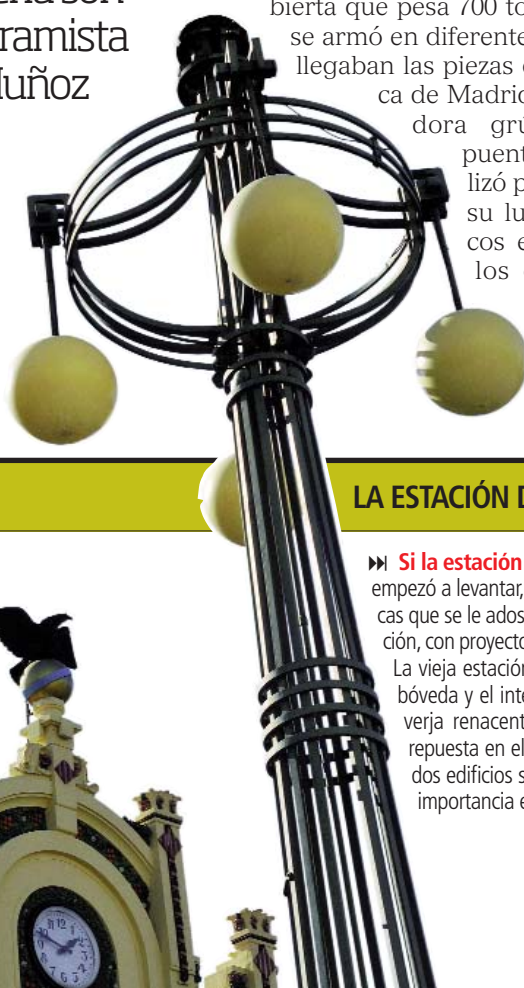 ramista
uñoz
bierta que pesa 700 to
se armó en diferente
llegaban las piezas
ca de Madrid
dora grú
puent
lizó p
su lu
cos e
los
LA ESTACIÓN D
Si la estación
empezó a levantar,
cas que se le ados
ción, con proyecto
La vieja estación
bóveda y el inte
verja renacent
repuesta en el
dos edificios s
importancia e